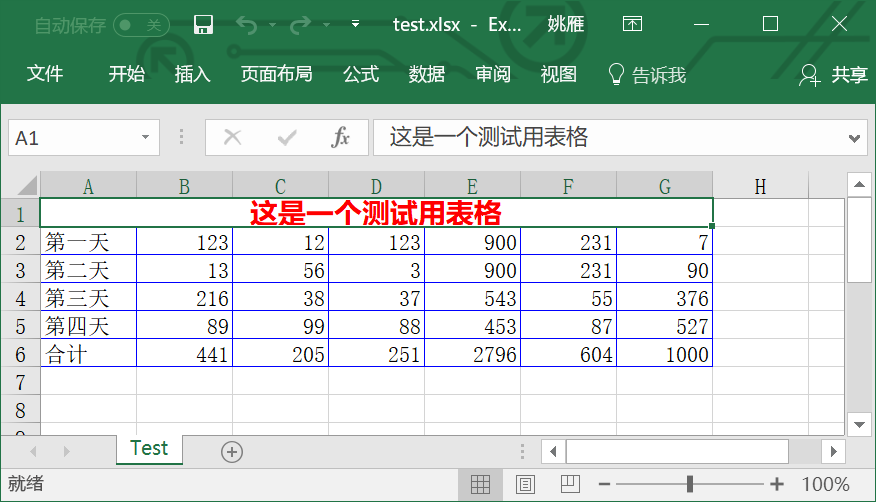 自动保存 关 test.xlsx - Ex... 姚雁
文件 开始 插入 页面布局 公式 数据 审阅 视图 告诉我 共享
A1 fx 这是一个测试用表格
A B C D E F G H
1 这是一个测试用表格
2 第一天 123 12 123 900 231 7
3 第二天 13 56 3 900 231 90
4 第三天 216 38 37 543 55 376
5 第四天 89 99 88 453 87 527
6 合计 441 205 251 2796 604 1000
7
8
Test
就绪 100%